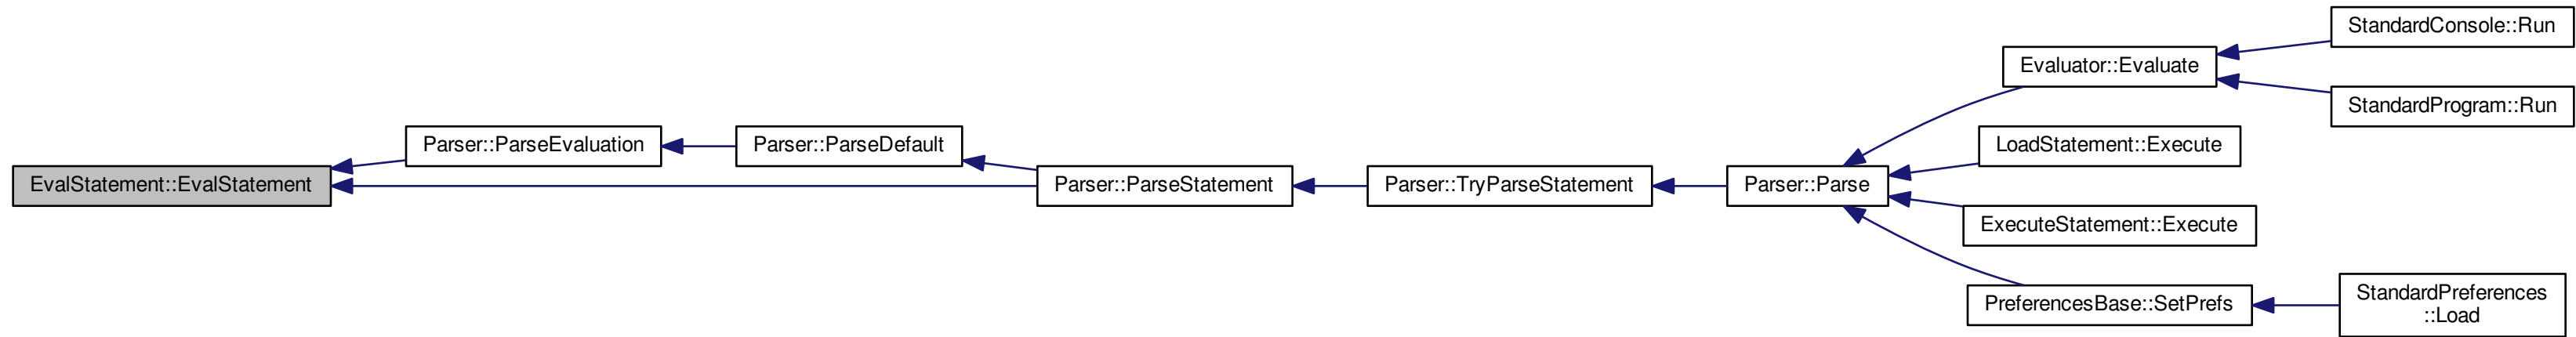 EvalStatement::EvalStatement
Parser::ParseEvaluation
Parser::ParseDefault
Parser::ParseStatement
Parser::TryParseStatement
Parser::Parse
Evaluator::Evaluate
StandardConsole::Run
StandardProgram::Run
LoadStatement::Execute
ExecuteStatement::Execute
PreferencesBase::SetPrefs
StandardPreferences
::Load